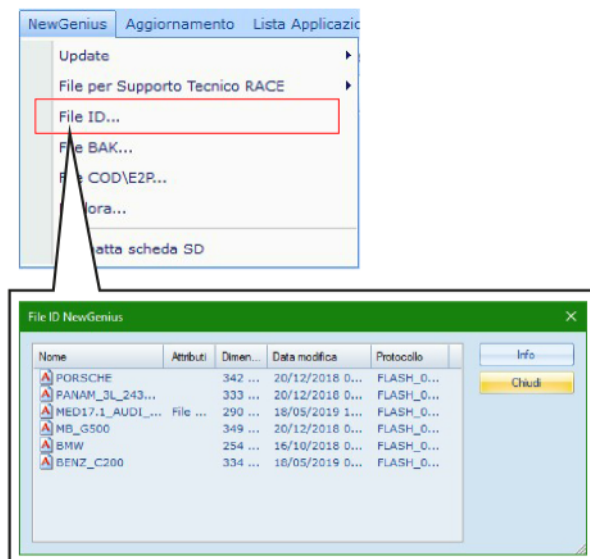 NewGenius Aggiornamento Lista Applicazio
Update
File per Supporto Tecnico RACE
File ID...
File BAK...
COD\E2P...
ora...
atta scheda SD
File ID NewGenius
Nome Attributi Dimen... Data modifica Protocollo
PORSCHE 342 ... 20/12/2018 0... FLASH_0...
PANAM_3L_243... 333 ... 20/12/2018 0... FLASH_0...
MED17.1_AUDI_... File ... 290 ... 18/05/2019 1... FLASH_0...
MB_G500 349 ... 20/12/2018 0... FLASH_0...
BMW 254 ... 16/10/2018 0... FLASH_0...
BENZ_C200 334 ... 18/05/2019 0... FLASH_0...
Info
Chiudi